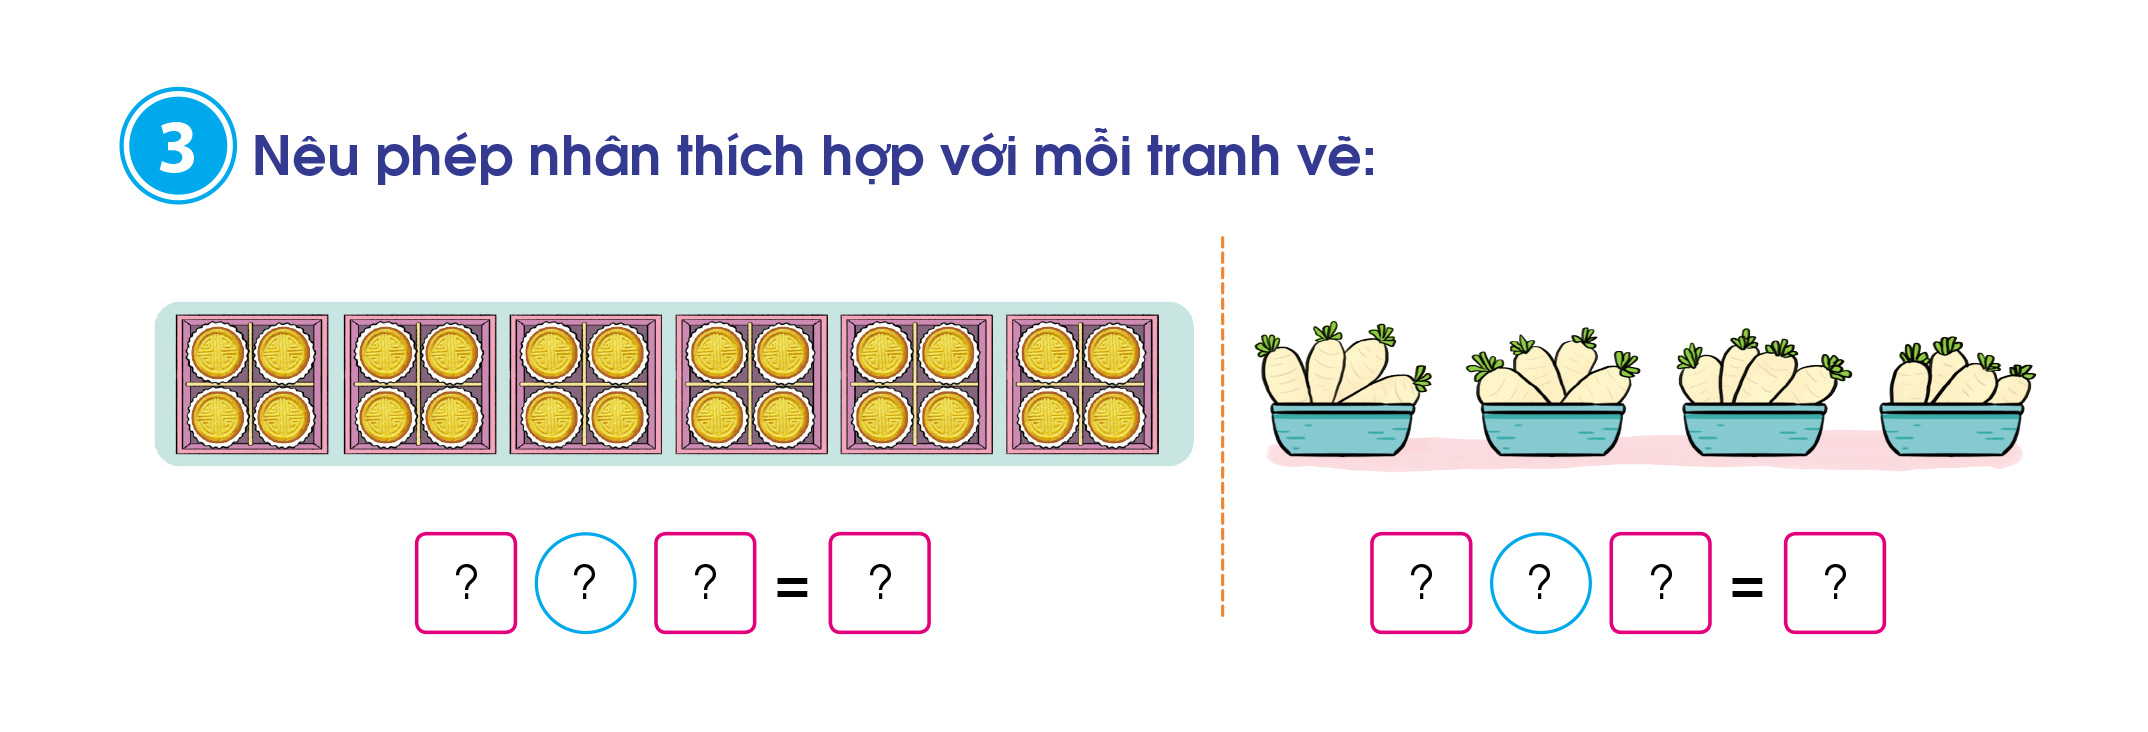 3 Nêu phép nhân thích hợp với mỗi tranh vẽ:
? ? ? = ?
? ? ? = ?